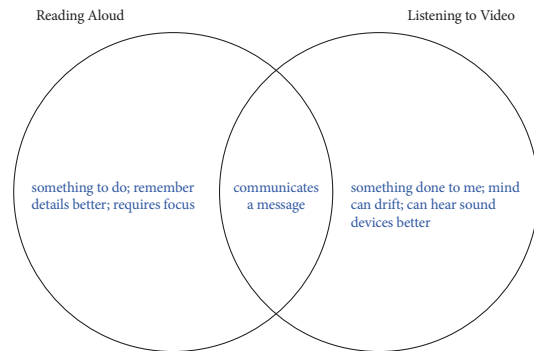 Reading Aloud
Listening to Video
something to do; remember
details better; requires focus
communicates
a message
something done to me; mind
can drift; can hear sound
devices better